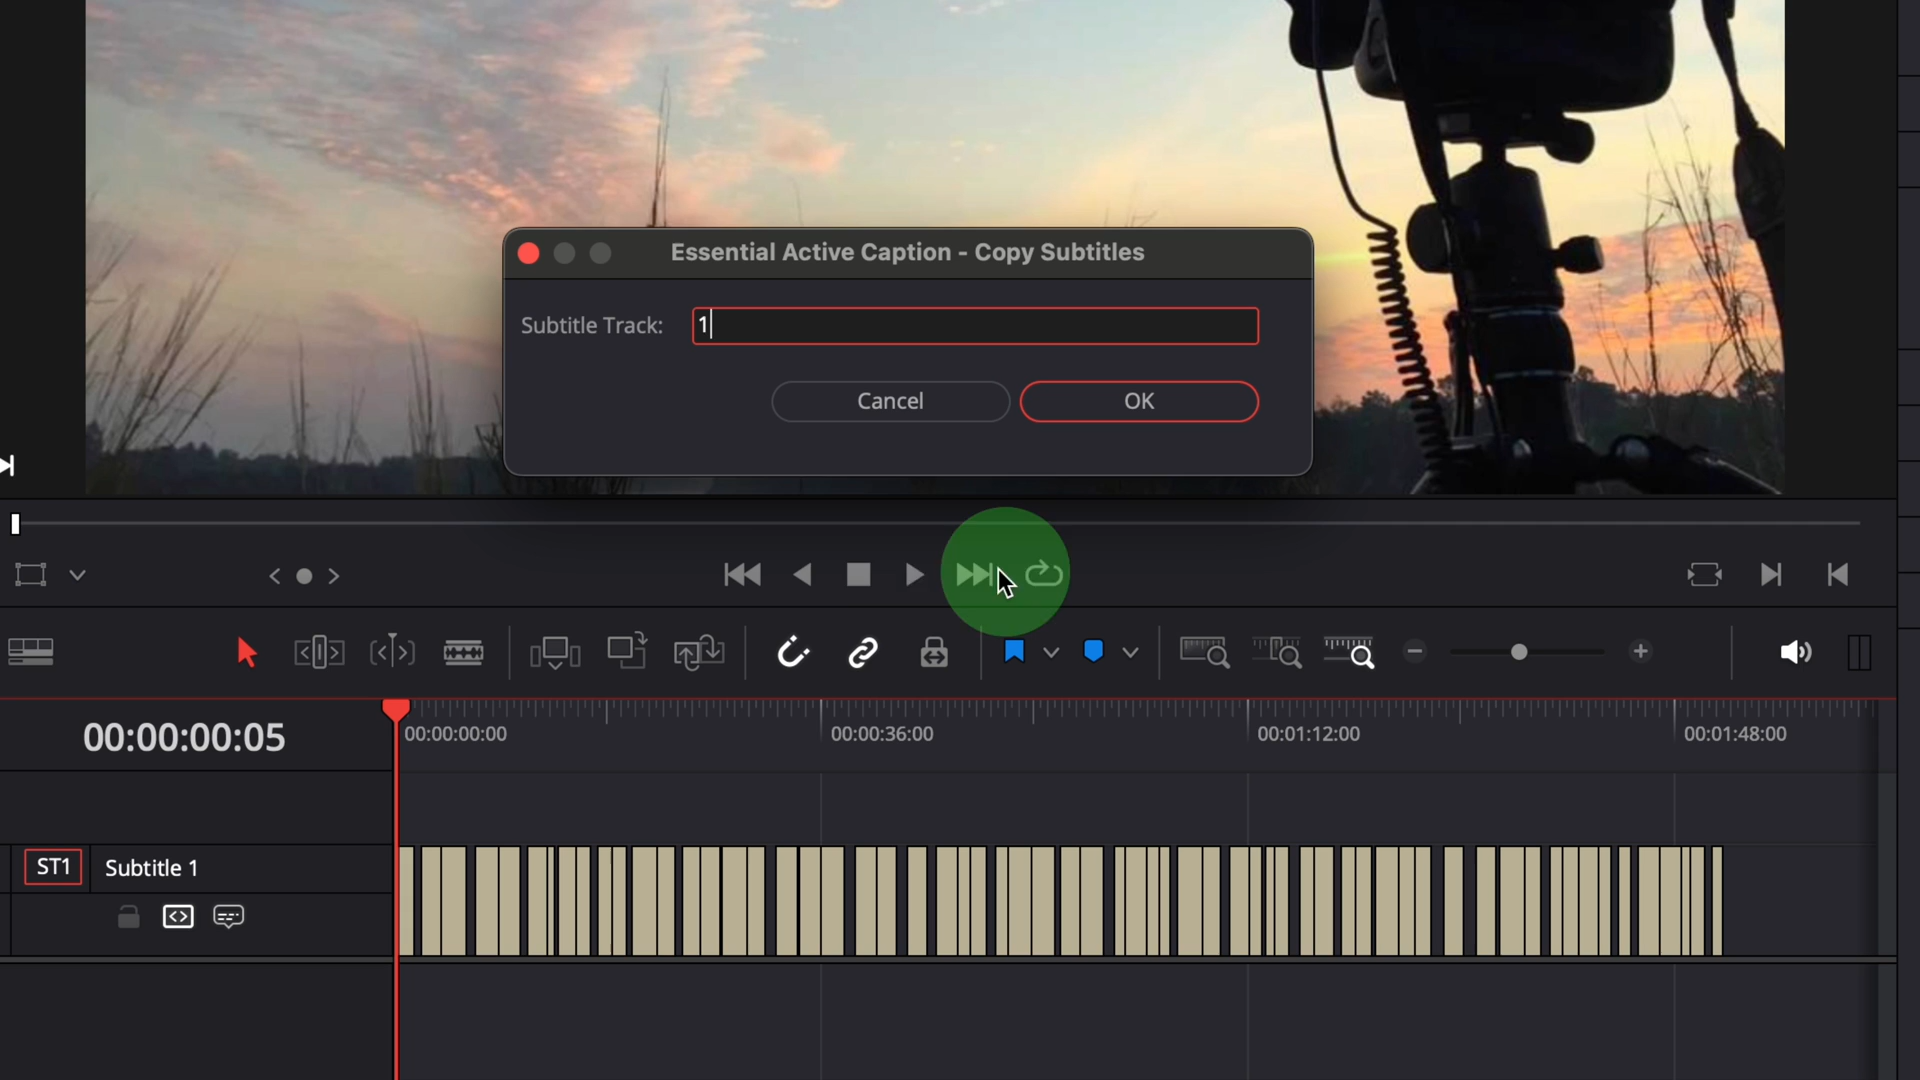 Essential Active Caption - Copy Subtitles
Subtitle Track: 1
Cancel OK
00:00:00:05
00:00:00:00 00:00:36:00 00:01:12:00 00:01:48:00
ST1 Subtitle 1